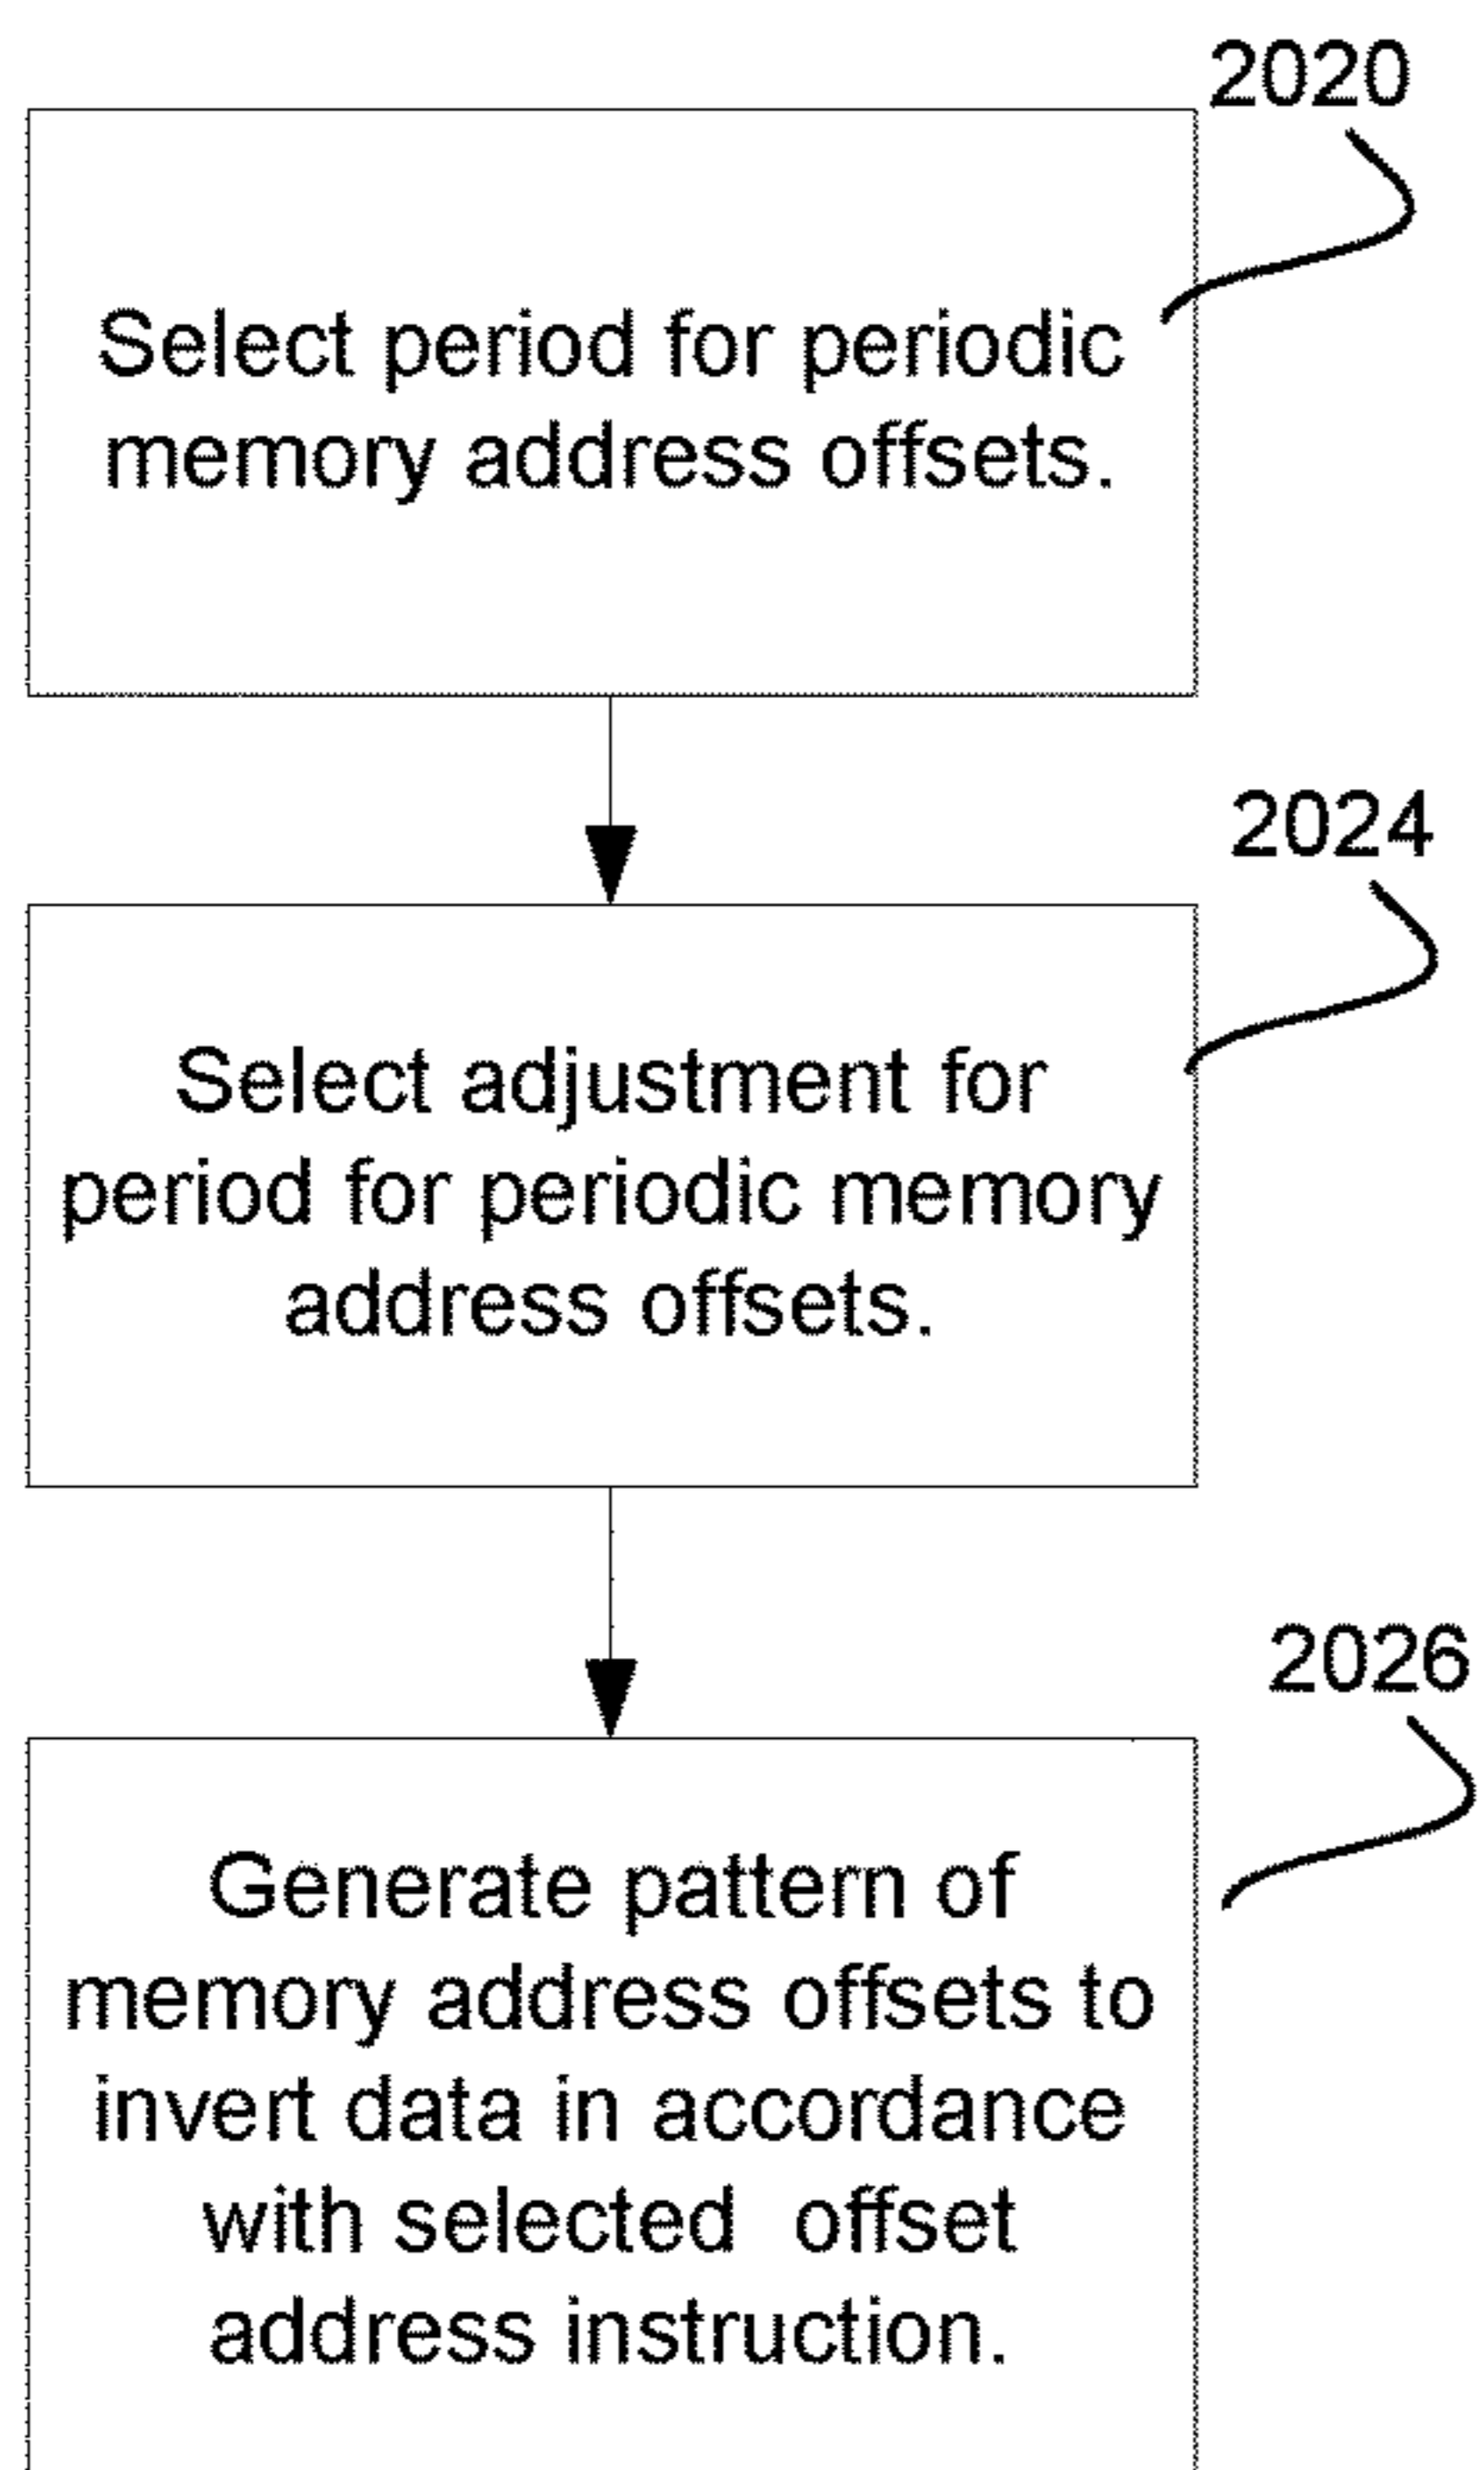 2020
Select period for periodic
memory address offsets.
2024
Select adjustment for
period for periodic memory
address offsets.
2026
Generate pattern of
memory address offsets to
invert data in accordance
with selected offset
address instruction.